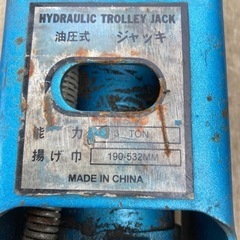 HYDRAULIC TROLLEY JACK
油圧式 ジャッキ
能 力 3 TON
揚げ巾 190-532MM
MADE IN CHINA